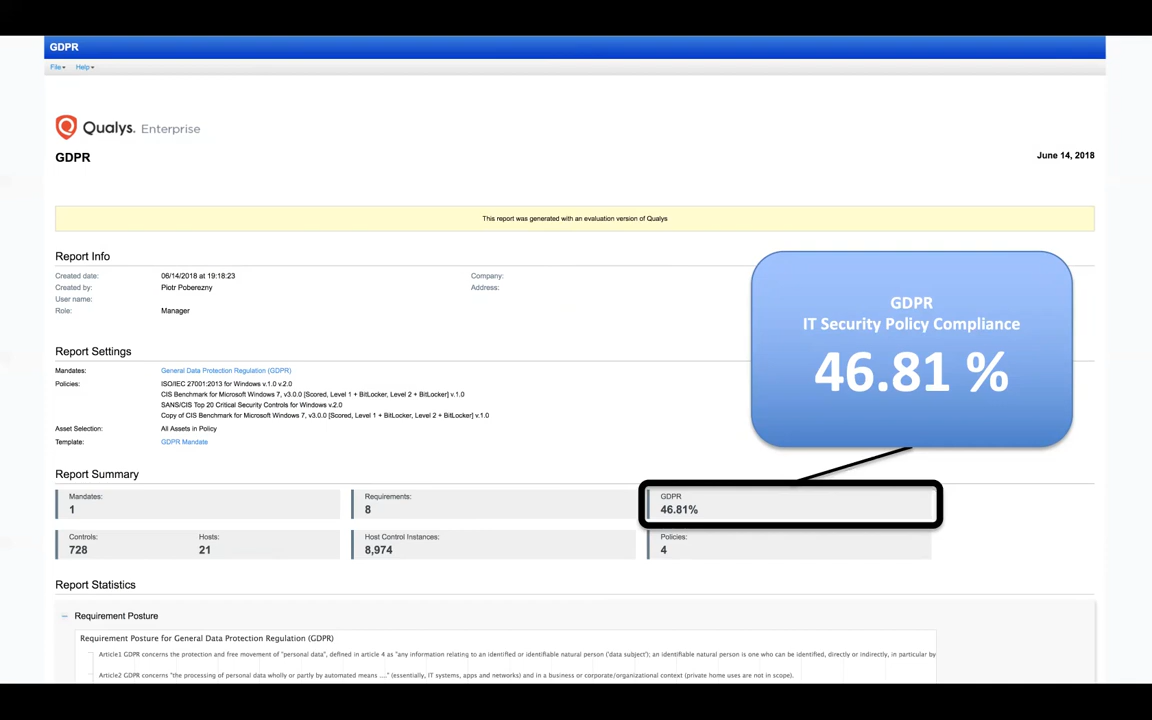 GDPR
File Help
Qualys. Enterprise
GDPR
June 14, 2018
This report was generated with an evaluation version of Qualys
Report Info
Created date: 06/14/2018 at 19:18:23
Company:
Created by: Piotr Poberezny
Address:
User name:
Role: Manager
GDPR
IT Security Policy Compliance
46.81 %
Report Settings
Mandates: General Data Protection Regulation (GDPR)
Policies: ISO/IEC 27001:2013 for Windows v.1.0 v.2.0
CIS Benchmark for Microsoft Windows 7, v3.0.0 [Scored, Level 1 + BitLocker, Level 2 + BitLocker] v.1.0
SANS/CIS Top 20 Critical Security Controls for Windows v.2.0
Copy of CIS Benchmark for Microsoft Windows 7, v3.0.0 [Scored, Level 1 + BitLocker, Level 2 + BitLocker] v.1.0
Asset Selection: All Assets in Policy
Template: GDPR Mandate
Report Summary
Mandates:
1
Requirements:
8
GDPR
46.81%
Controls:
728
Hosts:
21
Host Control Instances:
8,974
Policies:
4
Report Statistics
Requirement Posture
Requirement Posture for General Data Protection Regulation (GDPR)
Article1 GDPR concerns the protection and free movement of "personal data", defined in article 4 as "any information relating to an identified or identifiable natural person ('data subject'); an identifiable natural person is one who can be identified, directly or indirectly, in particular by
Article2 GDPR concerns "the processing of personal data wholly or partly by automated means ...." (essentially, IT systems, apps and networks) and in a business or corporate/organizational context (private home uses are not in scope).